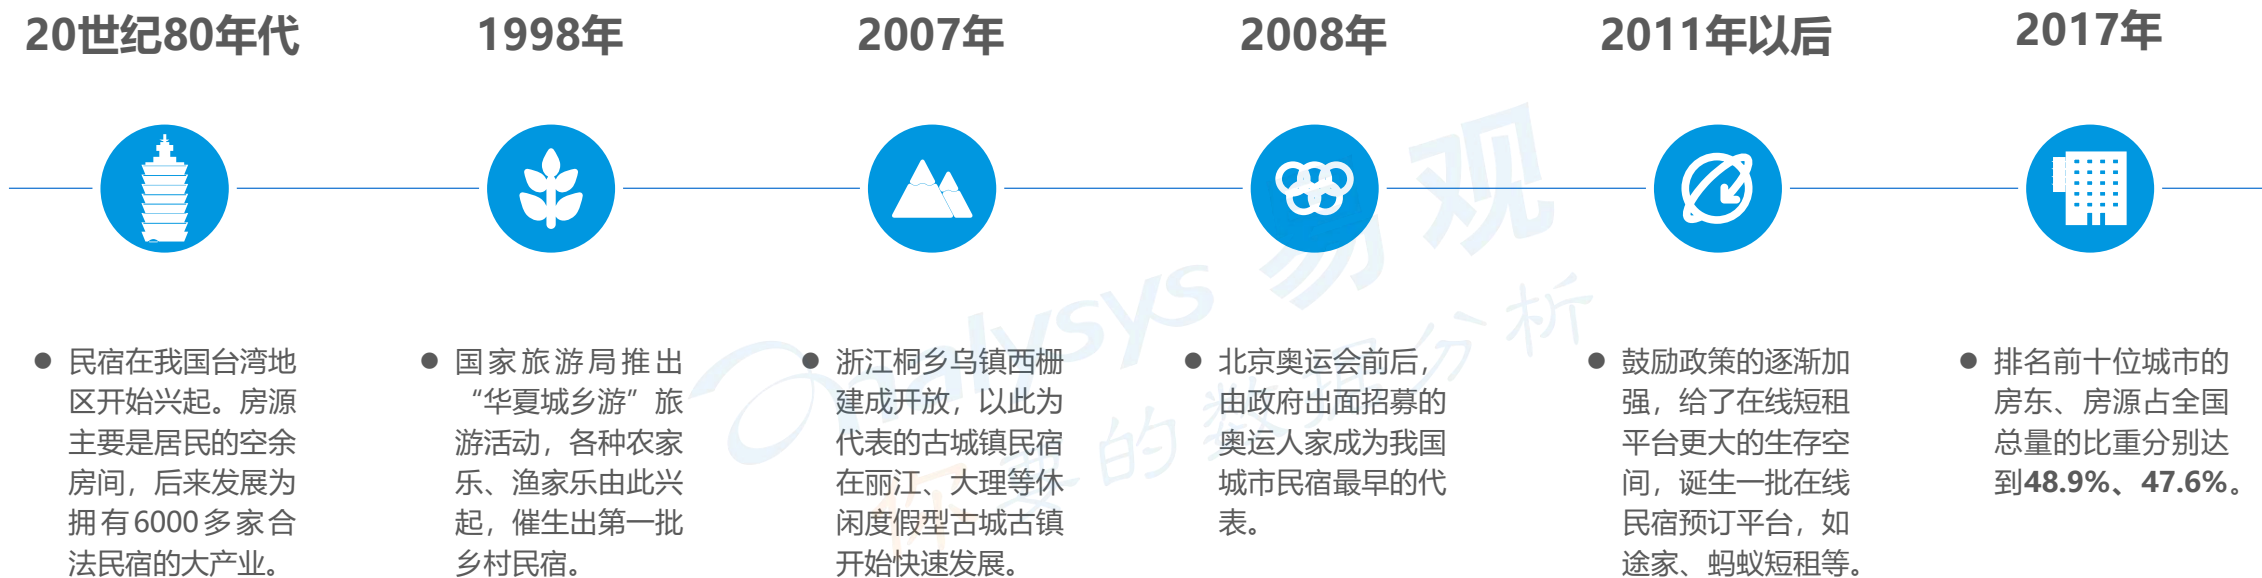 20世纪80年代
1998年
2007年
2008年
2011年以后
2017年
● 民宿在我国台湾地
区开始兴起。房源
主要是居民的空余
房间，后来发展为
拥有6000多家合
法民宿的大产业。
● 国家旅游局推出
“华夏城乡游”旅
游活动，各种农家
乐、渔家乐由此兴
起，催生出第一批
乡村民宿。
● 浙江桐乡乌镇西栅
建成开放，以此为
代表的古城镇民宿
在丽江、大理等休
闲度假型古城古镇
开始快速发展。
● 北京奥运会前后，
由政府出面招募的
奥运人家成为我国
城市民宿最早的代
表。
● 鼓励政策的逐渐加
强，给了在线短租
平台更大的生存空
间，诞生一批在线
民宿预订平台，如
途家、蚂蚁短租等。
● 排名前十位城市的
房东、房源占全国
总量的比重分别达
到48.9%、47.6%。
analysys 易观
你要的数据分析